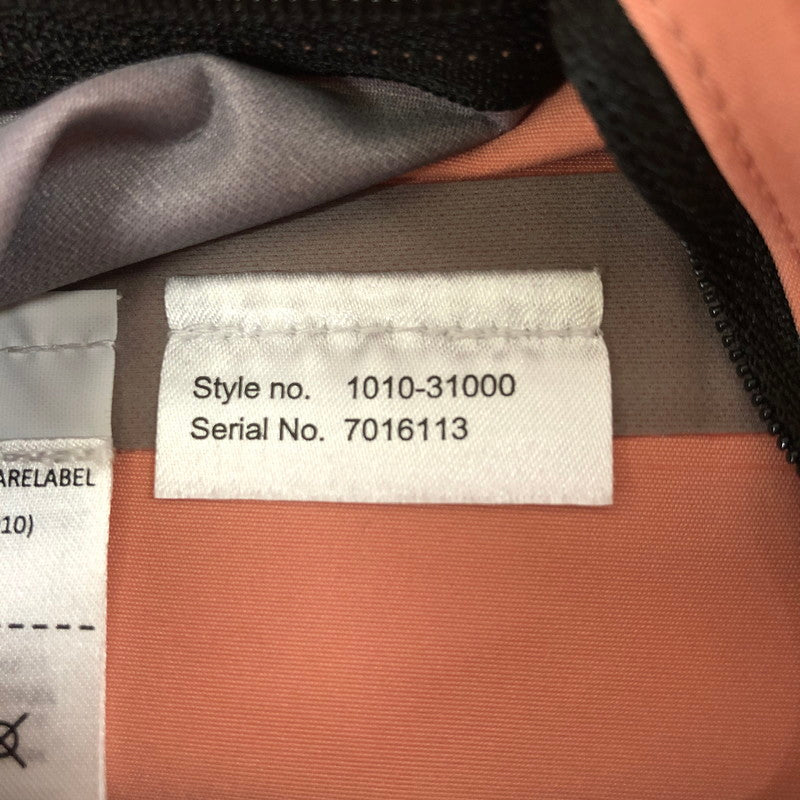 Style no. 1010-31000
Serial No. 7016113
ARELABEL
10)